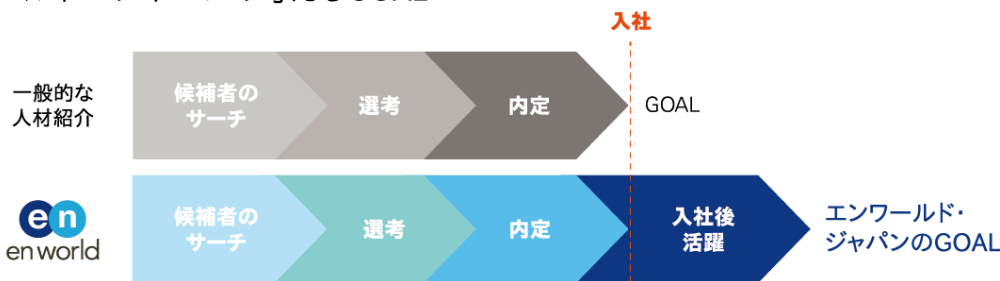 入社
一般的な
人材紹介
候補者の
サーチ
選考
内定
GOAL
en
en world
候補者の
サーチ
選考
内定
入社後
活躍
エンワールド・
ジャパンのGOAL